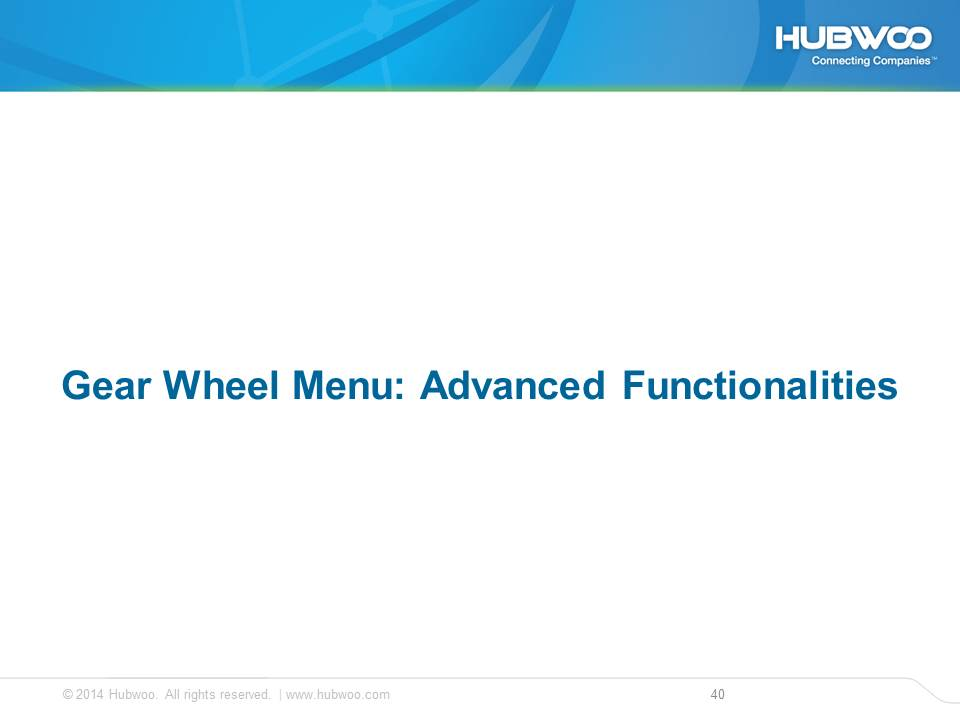 HUBWOO
Connecting Companies™
Gear Wheel Menu: Advanced Functionalities
© 2014 Hubwoo. All rights reserved. | www.hubwoo.com
40